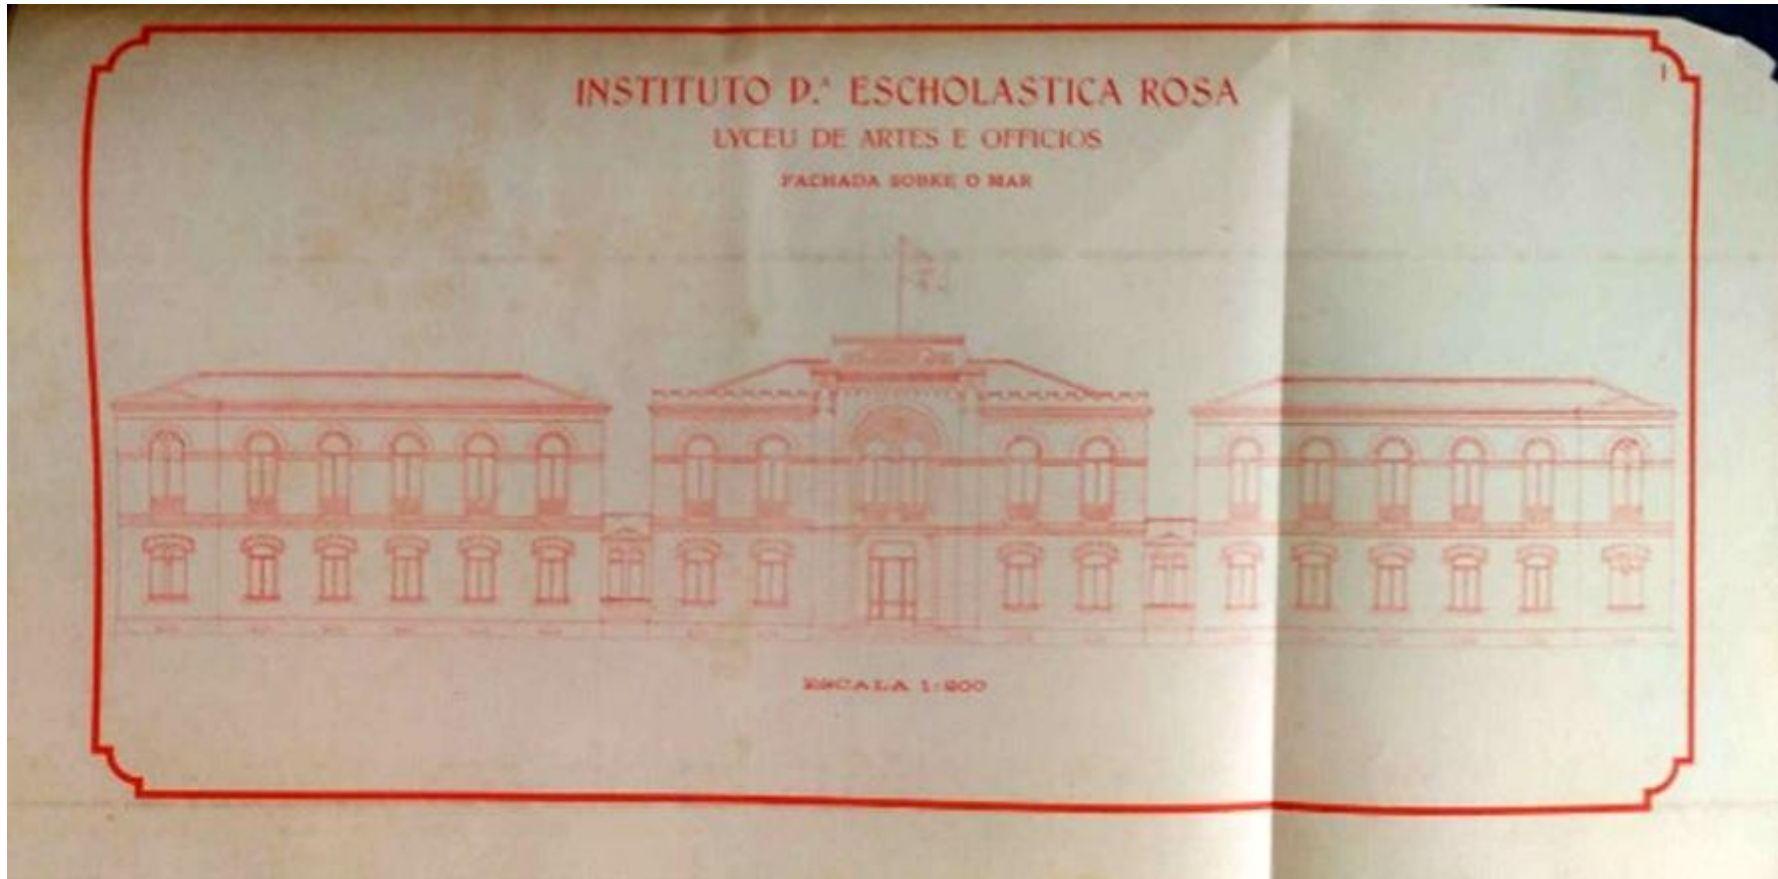 INSTITUTO D.ª ESCHOLASTICA ROSA
LYCEU DE ARTES E OFFICIOS
FACHADA SOBRE O MAR
ESCALA 1:200